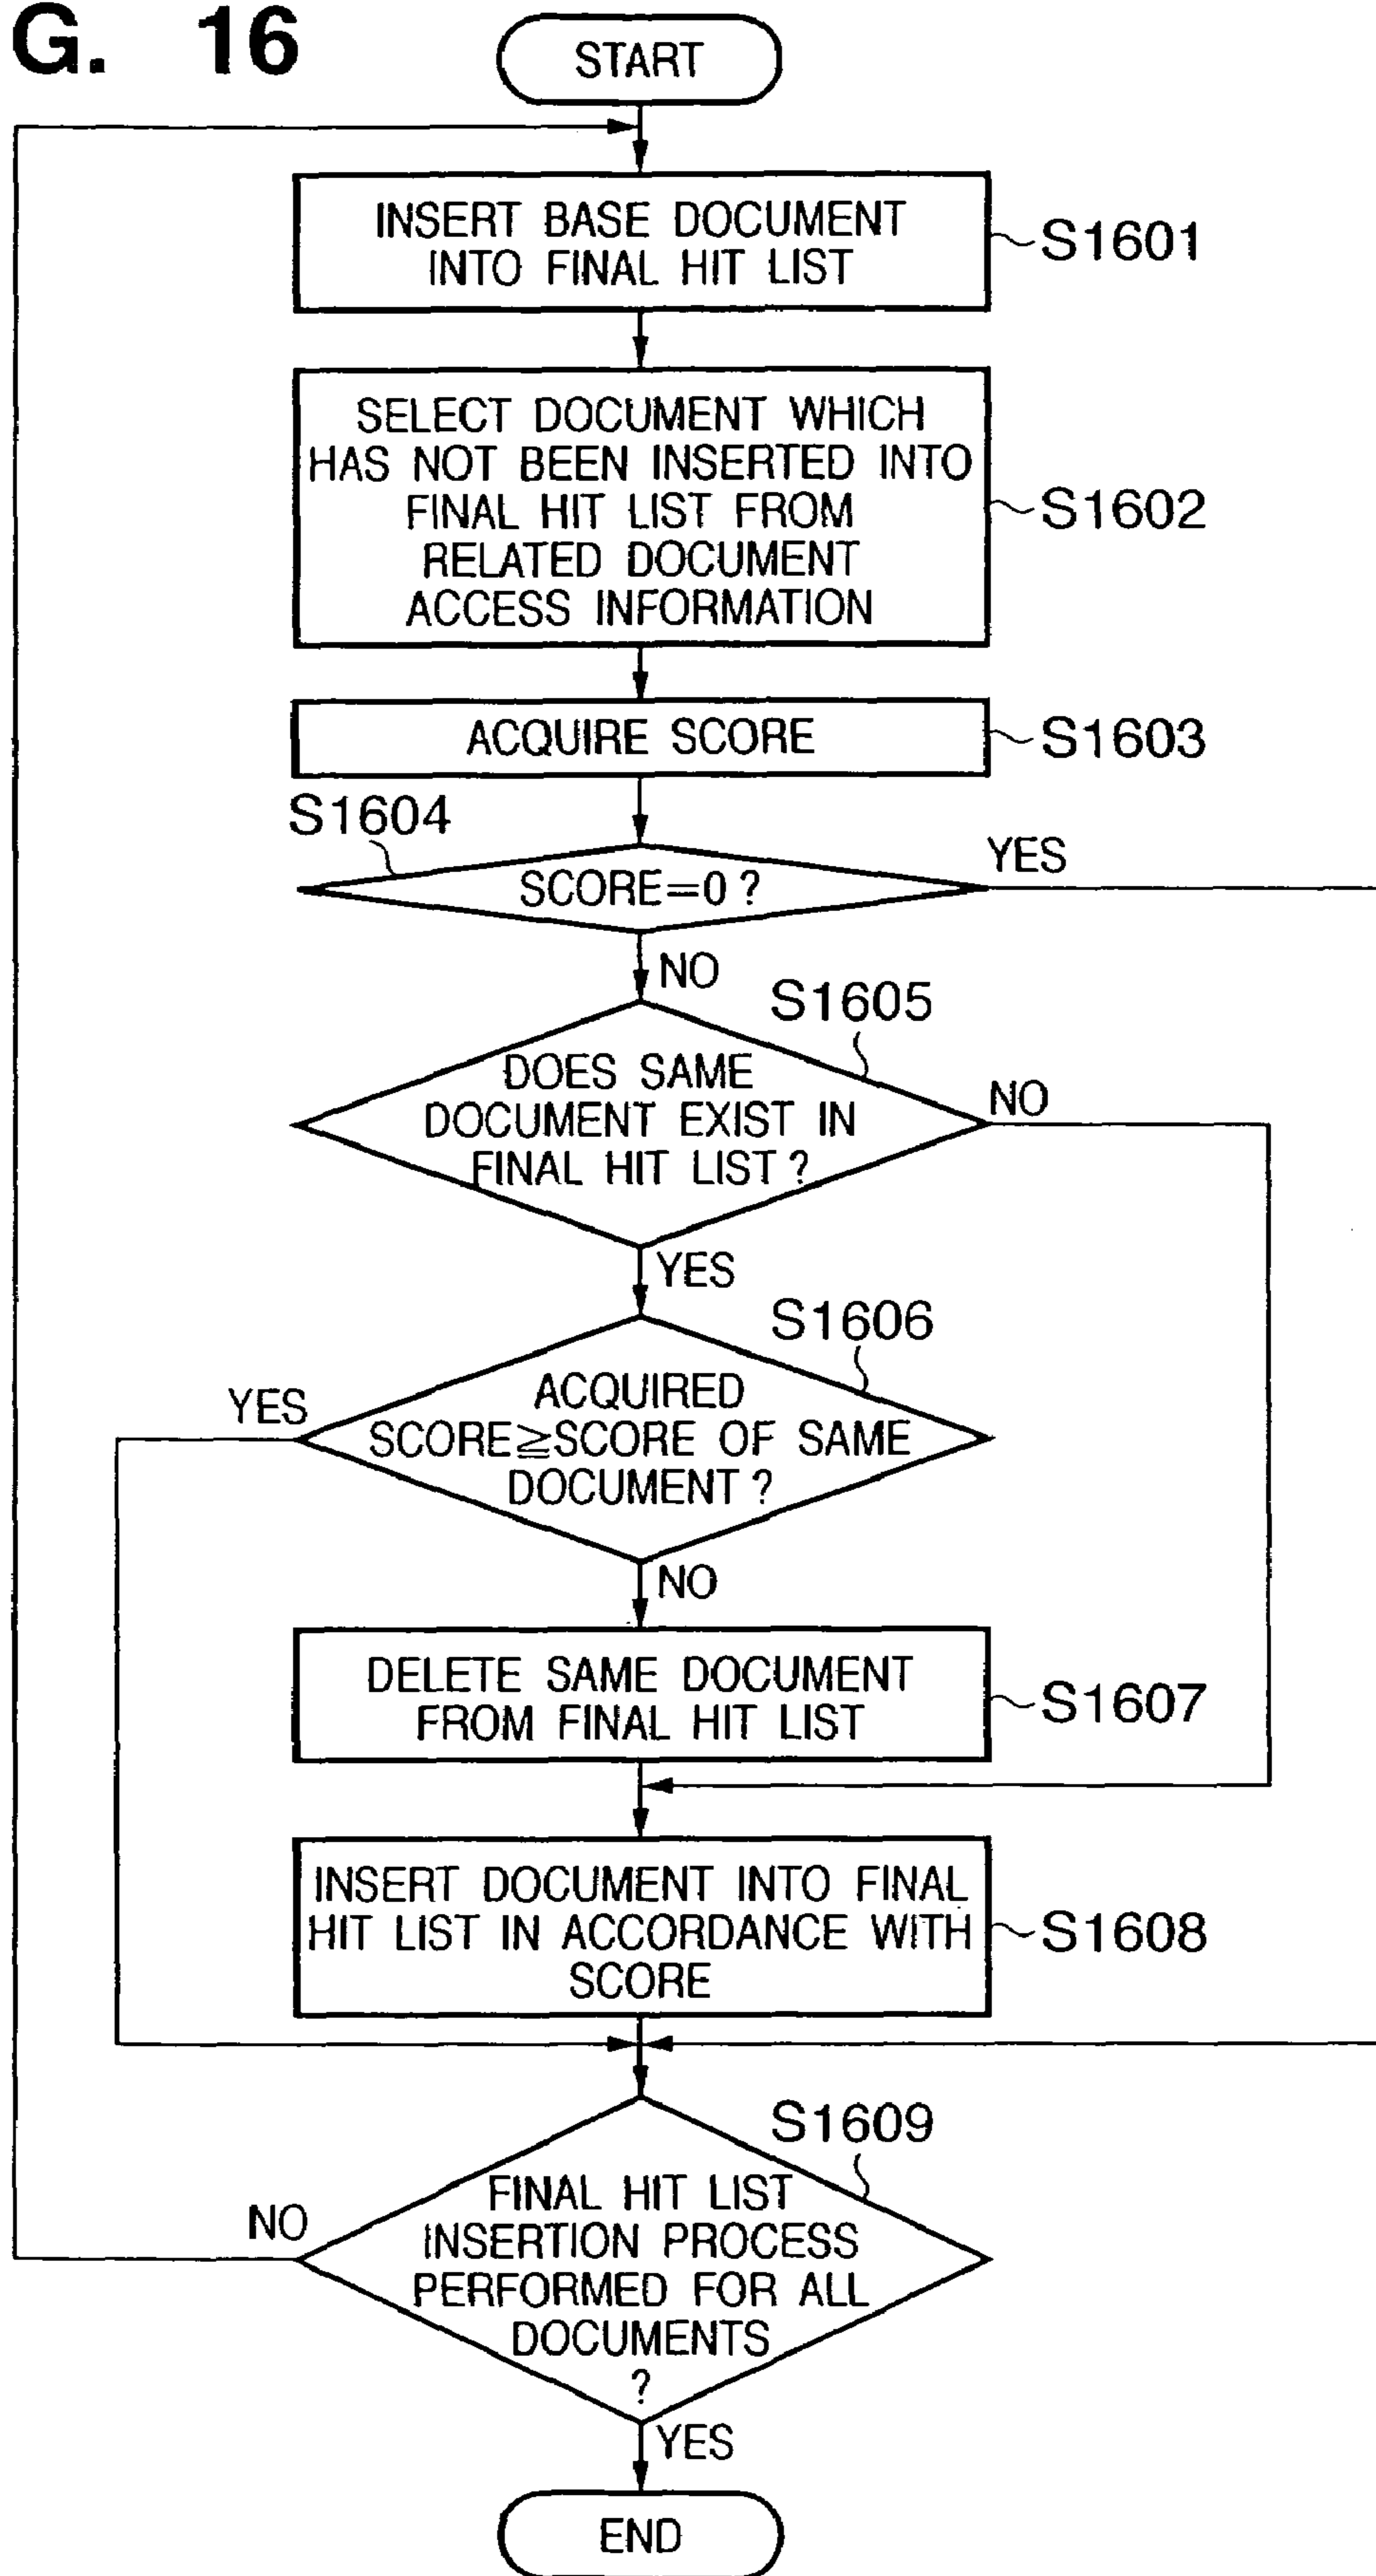 G. 16
START
INSERT BASE DOCUMENT
INTO FINAL HIT LIST
S1601
SELECT DOCUMENT WHICH
HAS NOT BEEN INSERTED INTO
FINAL HIT LIST FROM
RELATED DOCUMENT
ACCESS INFORMATION
S1602
ACQUIRE SCORE
S1603
S1604
SCORE=0 ?
YES
NO
S1605
DOES SAME
DOCUMENT EXIST IN
FINAL HIT LIST ?
NO
YES
S1606
ACQUIRED
SCORE≧SCORE OF SAME
DOCUMENT ?
YES
NO
DELETE SAME DOCUMENT
FROM FINAL HIT LIST
S1607
INSERT DOCUMENT INTO FINAL
HIT LIST IN ACCORDANCE WITH
SCORE
S1608
S1609
FINAL HIT LIST
INSERTION PROCESS
PERFORMED FOR ALL
DOCUMENTS
?
NO
YES
END